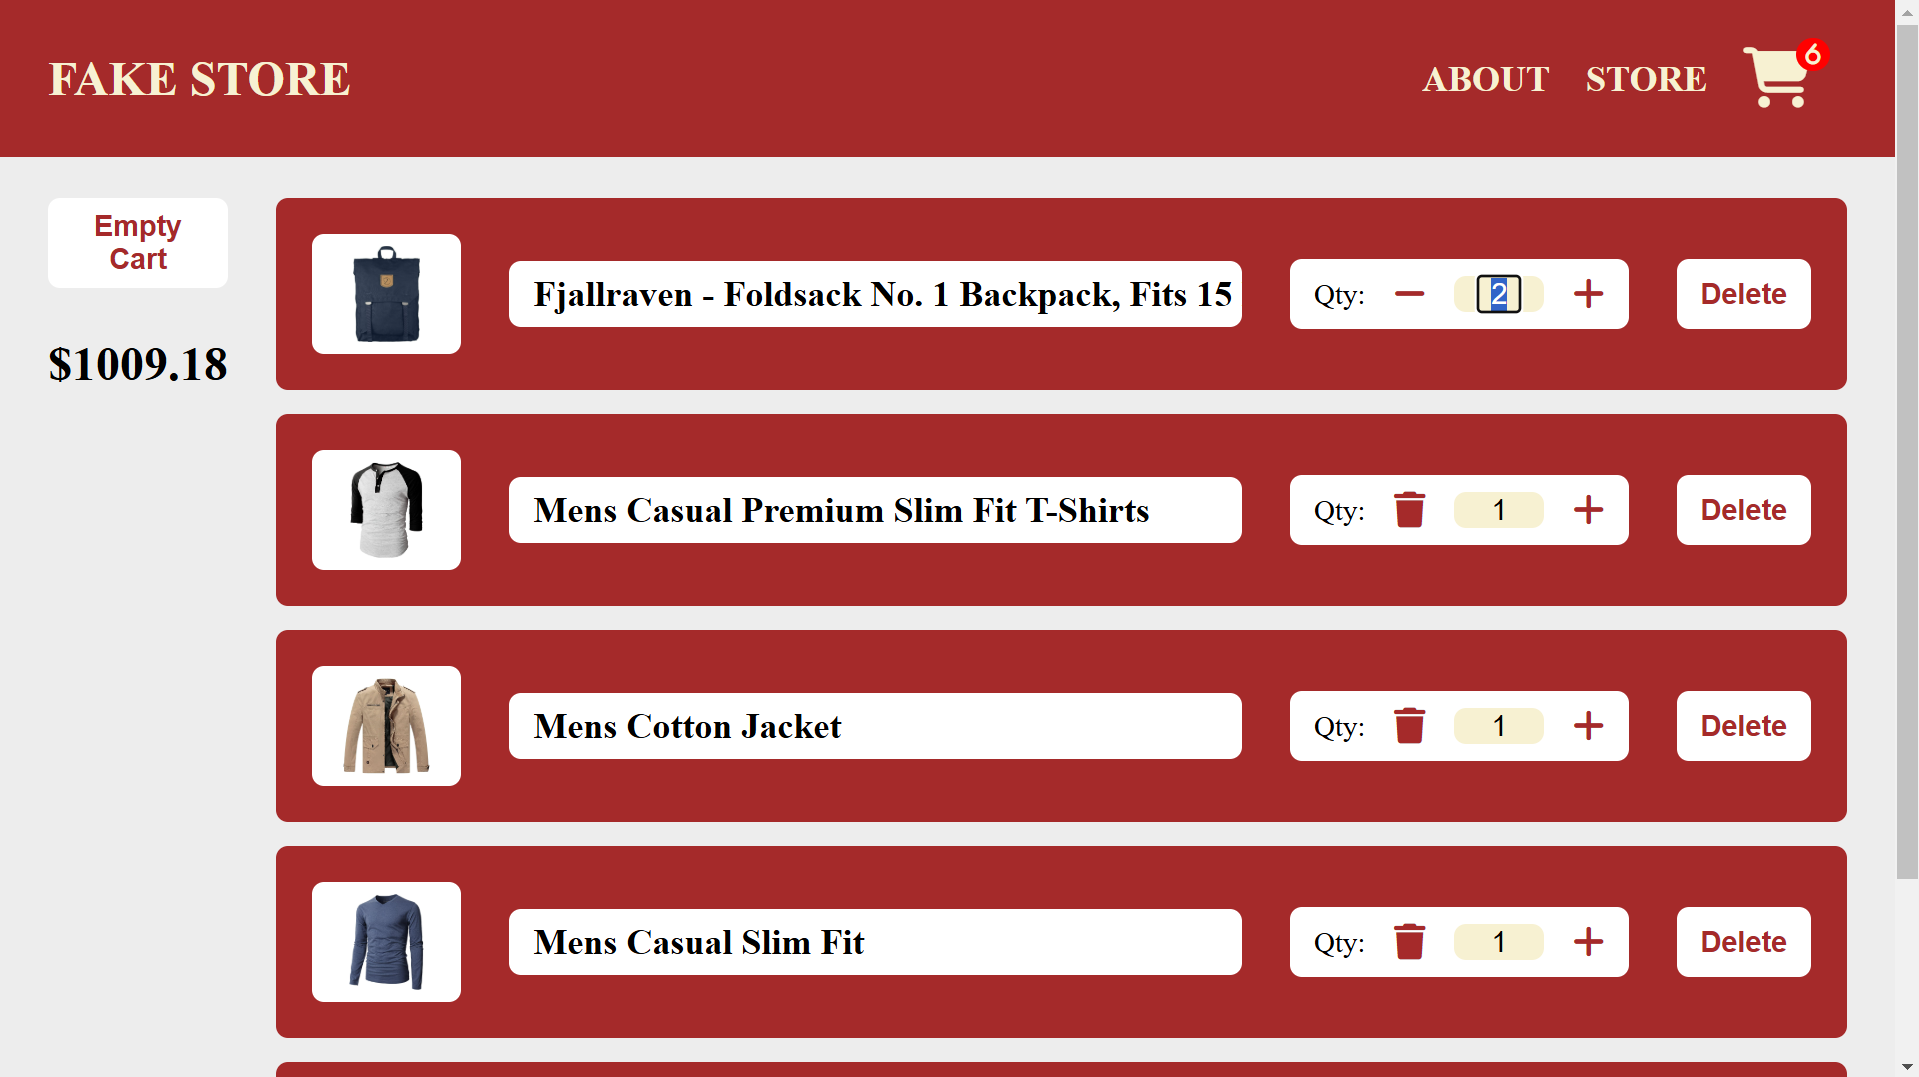 FAKE STORE
ABOUT
STORE
6
Empty
Cart
$1009.18
Fjallraven - Foldsack No. 1 Backpack, Fits 15
Qty:
2
Delete
Mens Casual Premium Slim Fit T-Shirts
Qty:
1
Delete
Mens Cotton Jacket
Qty:
1
Delete
Mens Casual Slim Fit
Qty:
1
Delete